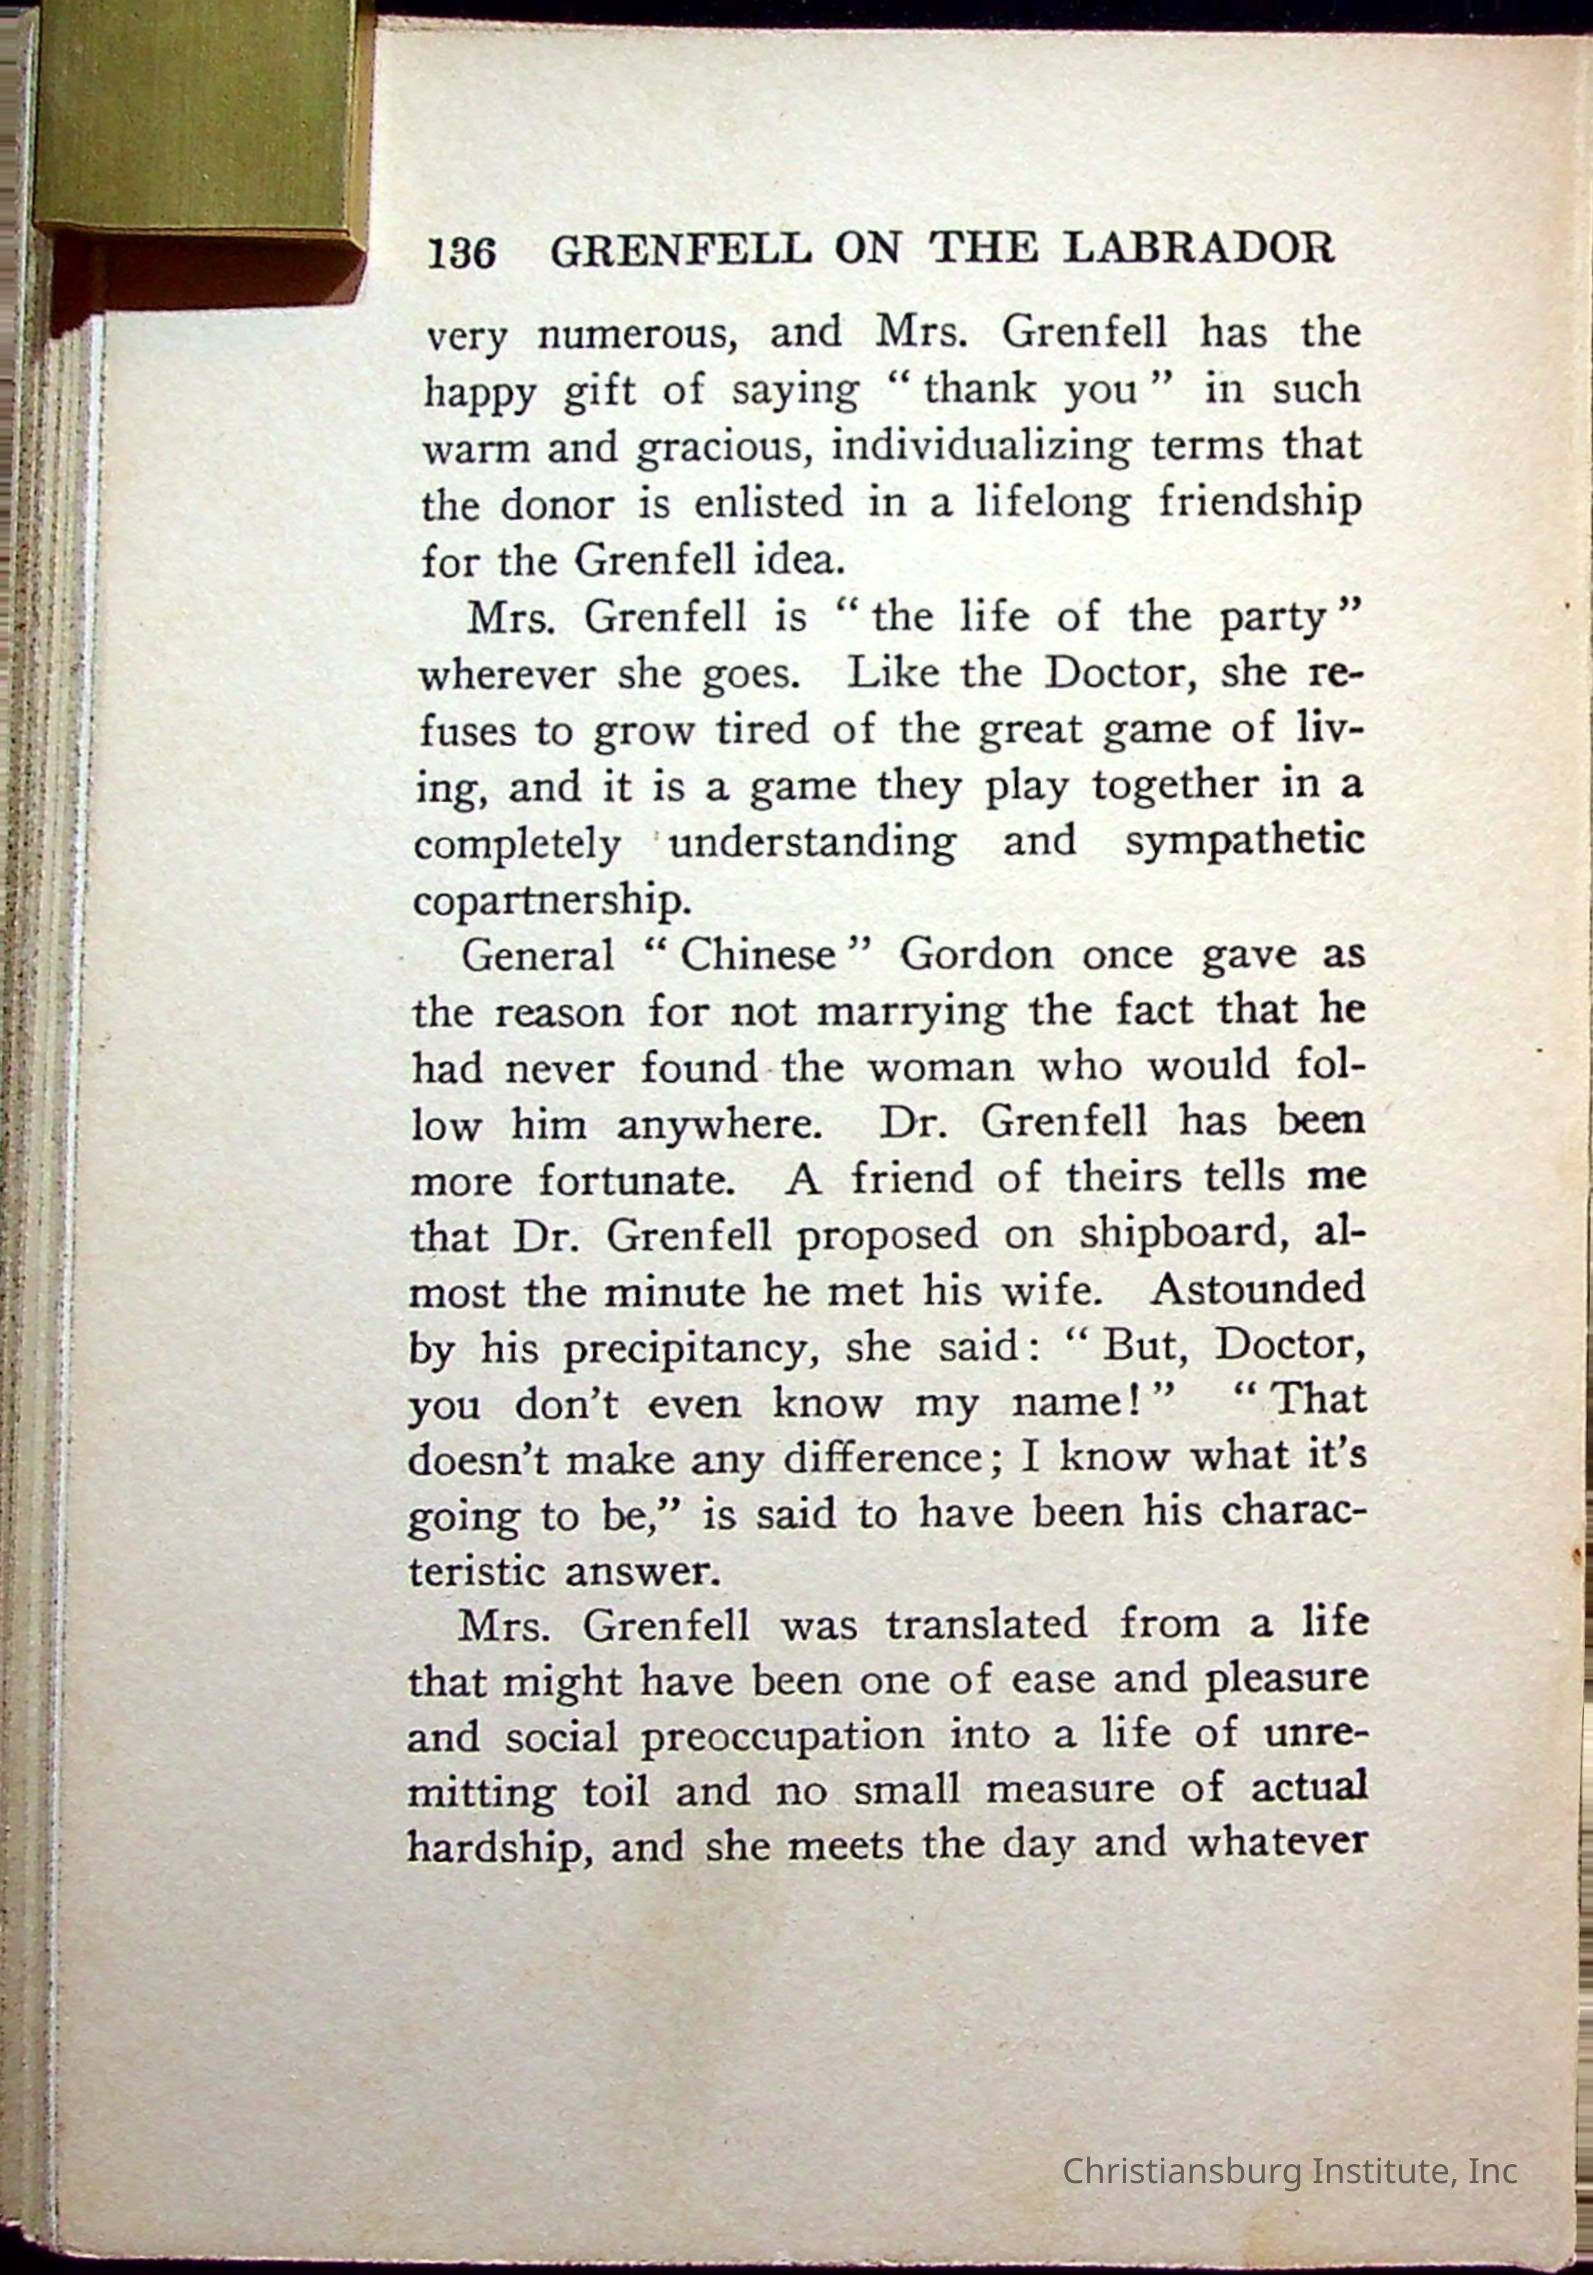 136 GRENFELL ON THE LABRADOR
very numerous, and Mrs. Grenfell has the
happy gift of saying “ thank you ” in such
warm and gracious, individualizing terms that
the donor is enlisted in a lifelong friendship
for the Grenfell idea.
Mrs. Grenfell is “ the life of the party ”
wherever she goes. Like the Doctor, she re-
fuses to grow tired of the great game of liv-
ing, and it is a game they play together in a
completely understanding and sympathetic
copartnership.
General “ Chinese ” Gordon once gave as
the reason for not marrying the fact that he
had never found the woman who would fol-
low him anywhere. Dr. Grenfell has been
more fortunate. A friend of theirs tells me
that Dr. Grenfell proposed on shipboard, al-
most the minute he met his wife. Astounded
by his precipitancy, she said: “ But, Doctor,
you don’t even know my name! ” “ That
doesn’t make any difference; I know what it’s
going to be,” is said to have been his charac-
teristic answer.
Mrs. Grenfell was translated from a life
that might have been one of ease and pleasure
and social preoccupation into a life of unre-
mitting toil and no small measure of actual
hardship, and she meets the day and whatever
Christiansburg Institute, Inc